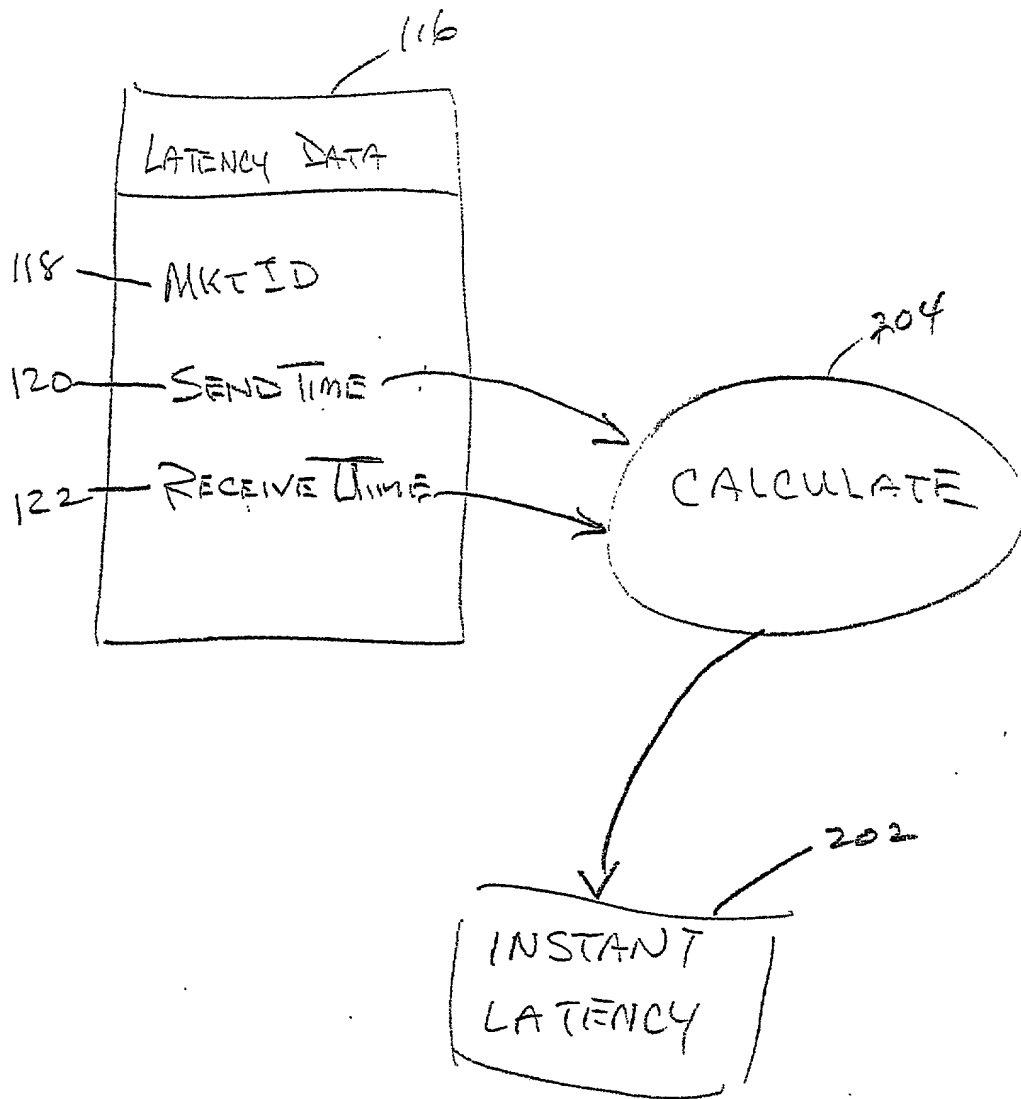 116
LATENCY DATA
118
MKT ID
120
SEND TIME
204
122
RECEIVE TIME
CALCULATE
202
INSTANT
LATENCY